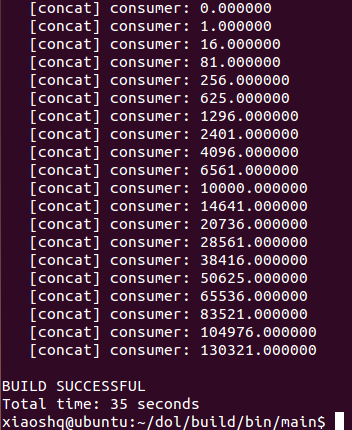 [concat] consumer: 0.000000
[concat] consumer: 1.000000
[concat] consumer: 16.000000
[concat] consumer: 81.000000
[concat] consumer: 256.000000
[concat] consumer: 625.000000
[concat] consumer: 1296.000000
[concat] consumer: 2401.000000
[concat] consumer: 4096.000000
[concat] consumer: 6561.000000
[concat] consumer: 10000.000000
[concat] consumer: 14641.000000
[concat] consumer: 20736.000000
[concat] consumer: 28561.000000
[concat] consumer: 38416.000000
[concat] consumer: 50625.000000
[concat] consumer: 65536.000000
[concat] consumer: 83521.000000
[concat] consumer: 104976.000000
[concat] consumer: 130321.000000
BUILD SUCCESSFUL
Total time: 35 seconds
xiaoshq@ubuntu:~/dol/build/bin/main$